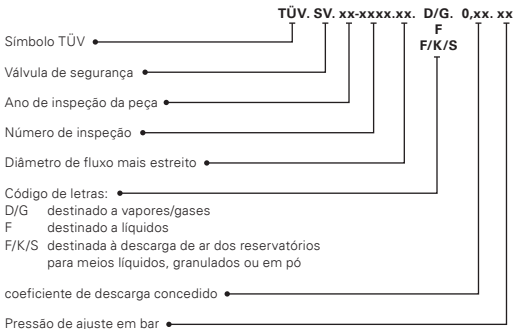 TÜV. SV. xx-xxxx.xx. D/G. 0,xx. xx
F
F/K/S
Símbolo TÜV
Válvula de segurança
Ano de inspeção da peça
Número de inspeção
Diâmetro de fluxo mais estreito
Código de letras:
D/G destinado a vapores/gases
F destinado a líquidos
F/K/S destinada à descarga de ar dos reservatórios
para meios líquidos, granulados ou em pó
coeficiente de descarga concedido
Pressão de ajuste em bar